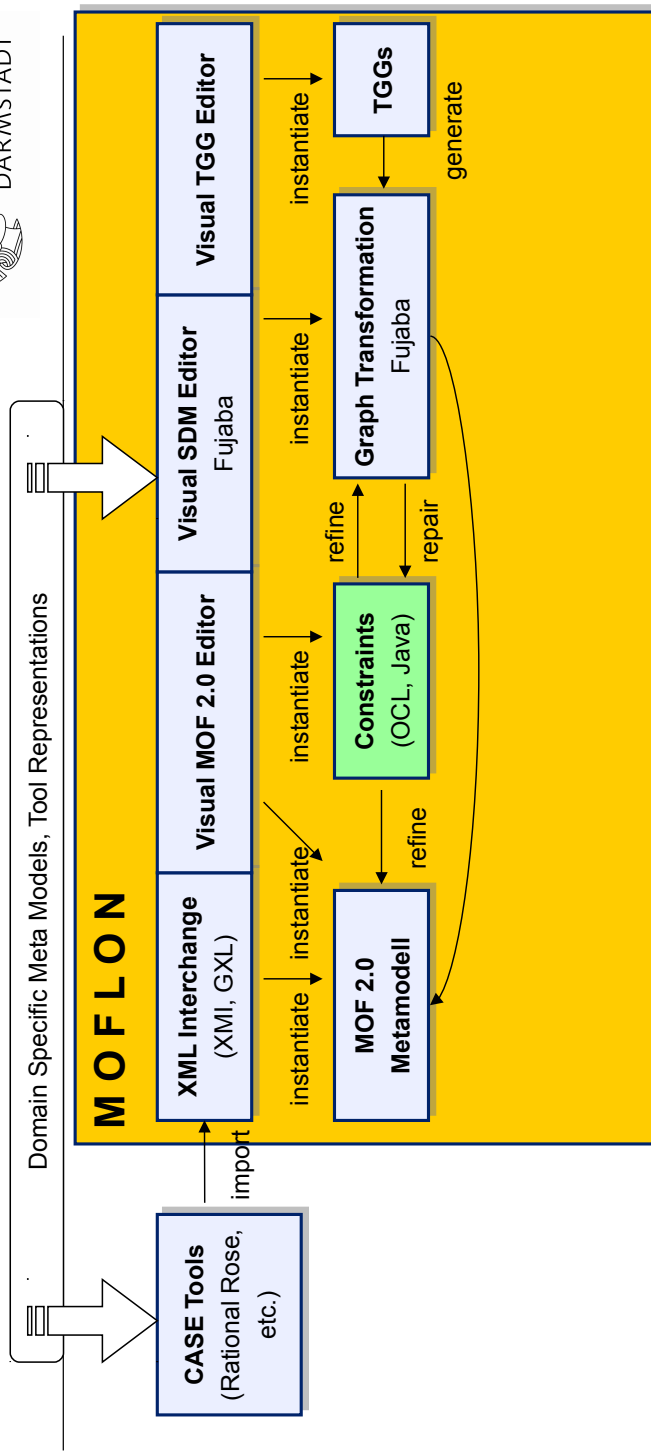 DARMSTADT
Domain Specific Meta Models, Tool Representations
MOFLON
CASE Tools
(Rational Rose,
etc.)
import
XML Interchange
(XMI, GXL)
Visual MOF 2.0 Editor
Visual SDM Editor
Fujaba
Visual TGG Editor
instantiate
instantiate
instantiate
instantiate
instantiate
MOF 2.0
Metamodell
refine
Constraints
(OCL, Java)
refine
repair
Graph Transformation
Fujaba
generate
TGGs